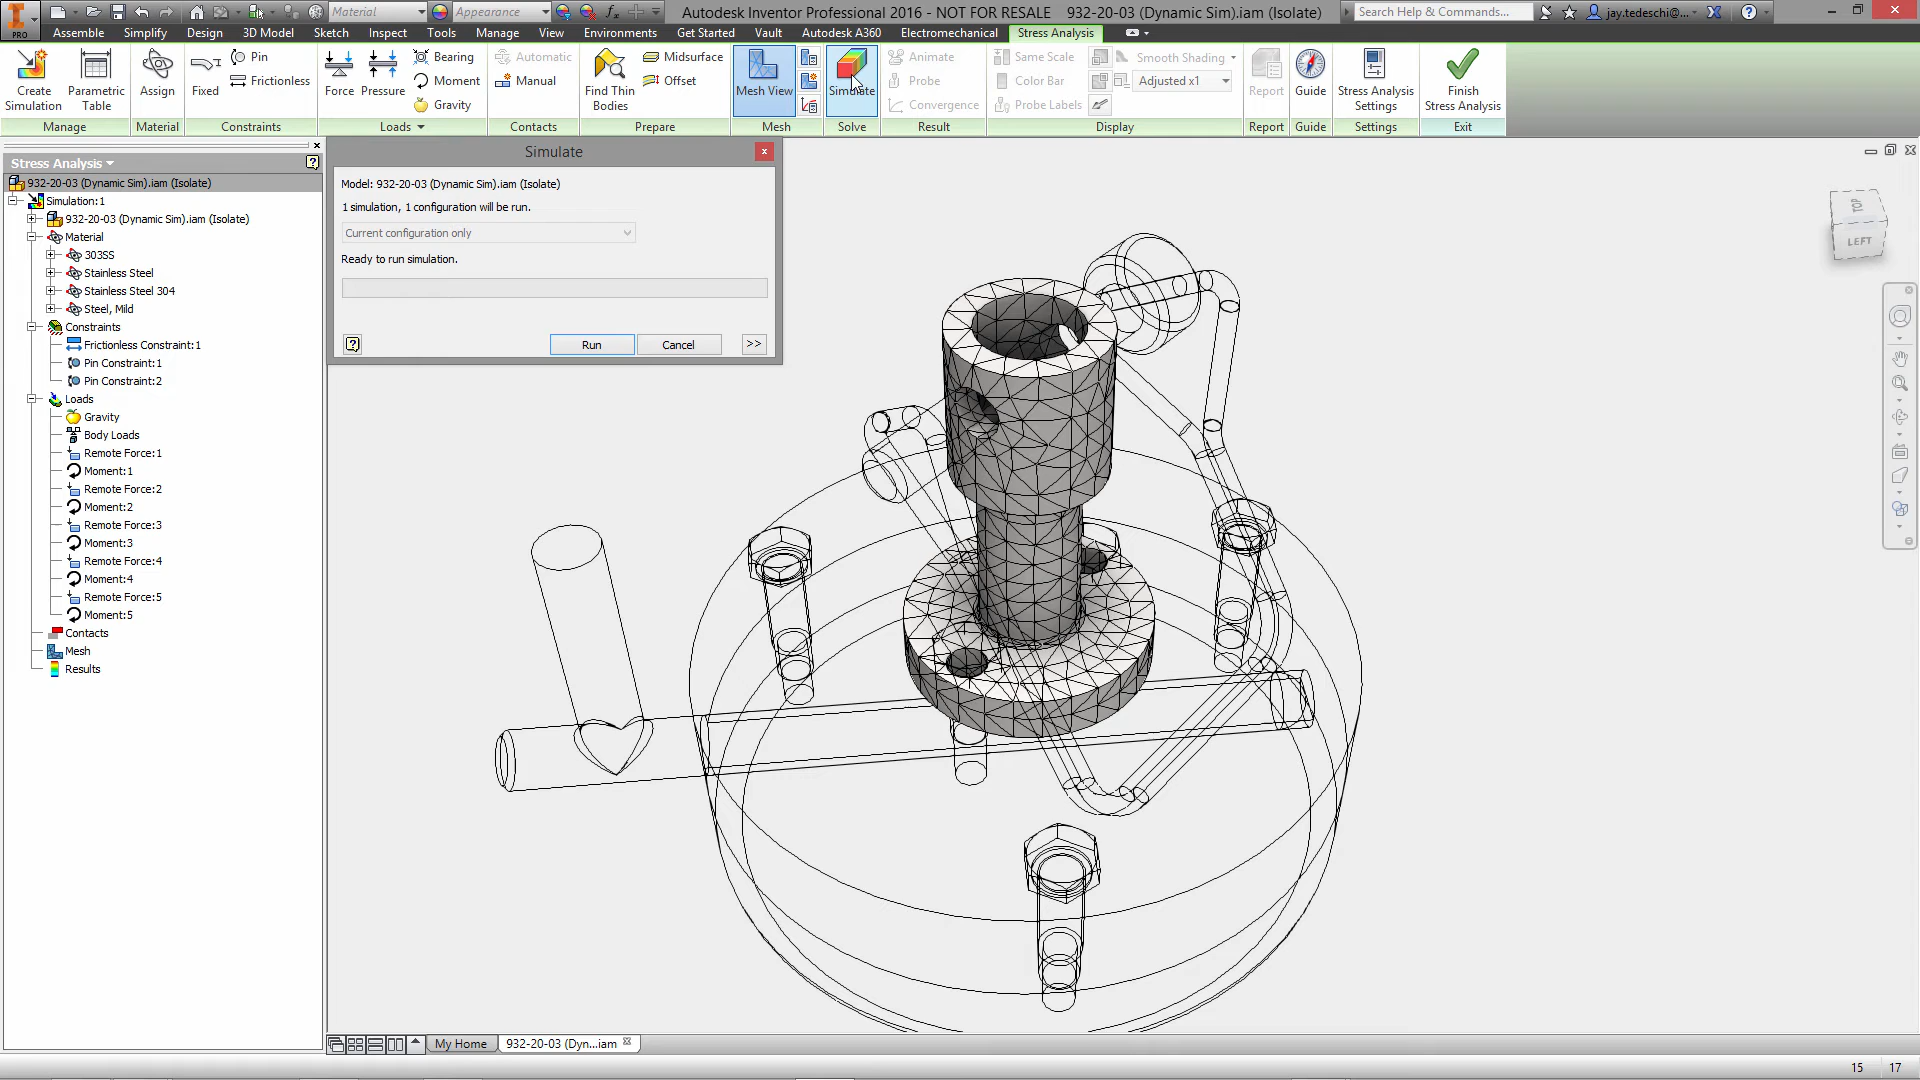 Material
Appearance
Autodesk Inventor Professional 2016 - NOT FOR RESALE 932-20-03 (Dynamic Sim).iam (Isolate)
Search Help & Commands...
jay.tedeschi@...
PRO
Assemble Simplify Design 3D Model Sketch Inspect Tools Manage View Environments Get Started Vault Autodesk A360 Electromechanical Stress Analysis
Create Simulation
Parametric Table
Manage
Assign
Material
Fixed
Pin
Frictionless
Constraints
Force
Pressure
Bearing
Moment
Gravity
Loads
Automatic
Manual
Contacts
Find Thin Bodies
Midsurface
Offset
Prepare
Mesh View
Mesh
Simulate
Solve
Animate
Probe
Convergence
Result
Same Scale
Color Bar
Probe Labels
Smooth Shading
Adjusted x1
Display
Report
Report
Guide
Guide
Stress Analysis Settings
Settings
Finish Stress Analysis
Exit
Stress Analysis
932-20-03 (Dynamic Sim).iam (Isolate)
Simulation:1
932-20-03 (Dynamic Sim).iam (Isolate)
Material
303SS
Stainless Steel
Stainless Steel 304
Steel, Mild
Constraints
Frictionless Constraint:1
Pin Constraint:1
Pin Constraint:2
Loads
Gravity
Body Loads
Remote Force:1
Moment:1
Remote Force:2
Moment:2
Remote Force:3
Moment:3
Remote Force:4
Moment:4
Remote Force:5
Moment:5
Contacts
Mesh
Results
Simulate
Model: 932-20-03 (Dynamic Sim).iam (Isolate)
1 simulation, 1 configuration will be run.
Current configuration only
Ready to run simulation.
Run
Cancel
>>
TOP
LEFT
My Home
932-20-03 (Dyn...iam
15 17